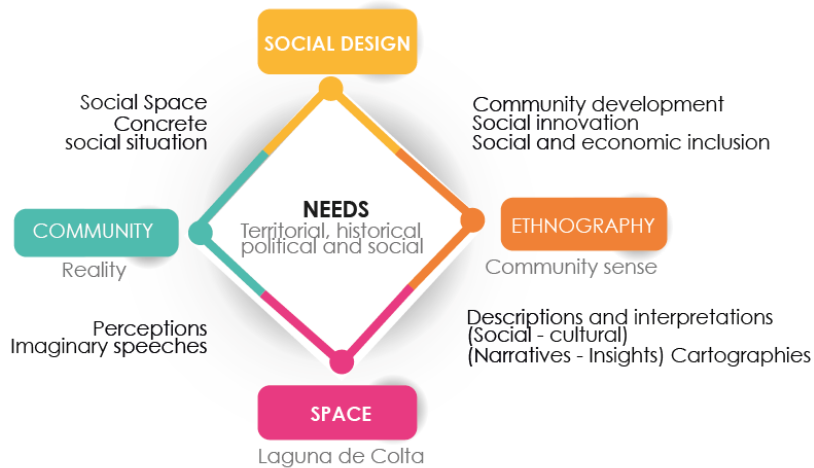 SOCIAL DESIGN
Social Space
Concrete
social situation
Community development
Social innovation
Social and economic inclusion
NEEDS
Territorial, historical
political and social
COMMUNITY
Reality
ETHNOGRAPHY
Community sense
Perceptions
Imaginary speeches
Descriptions and interpretations
(Social - cultural)
(Narratives - Insights) Cartographies
SPACE
Laguna de Colta